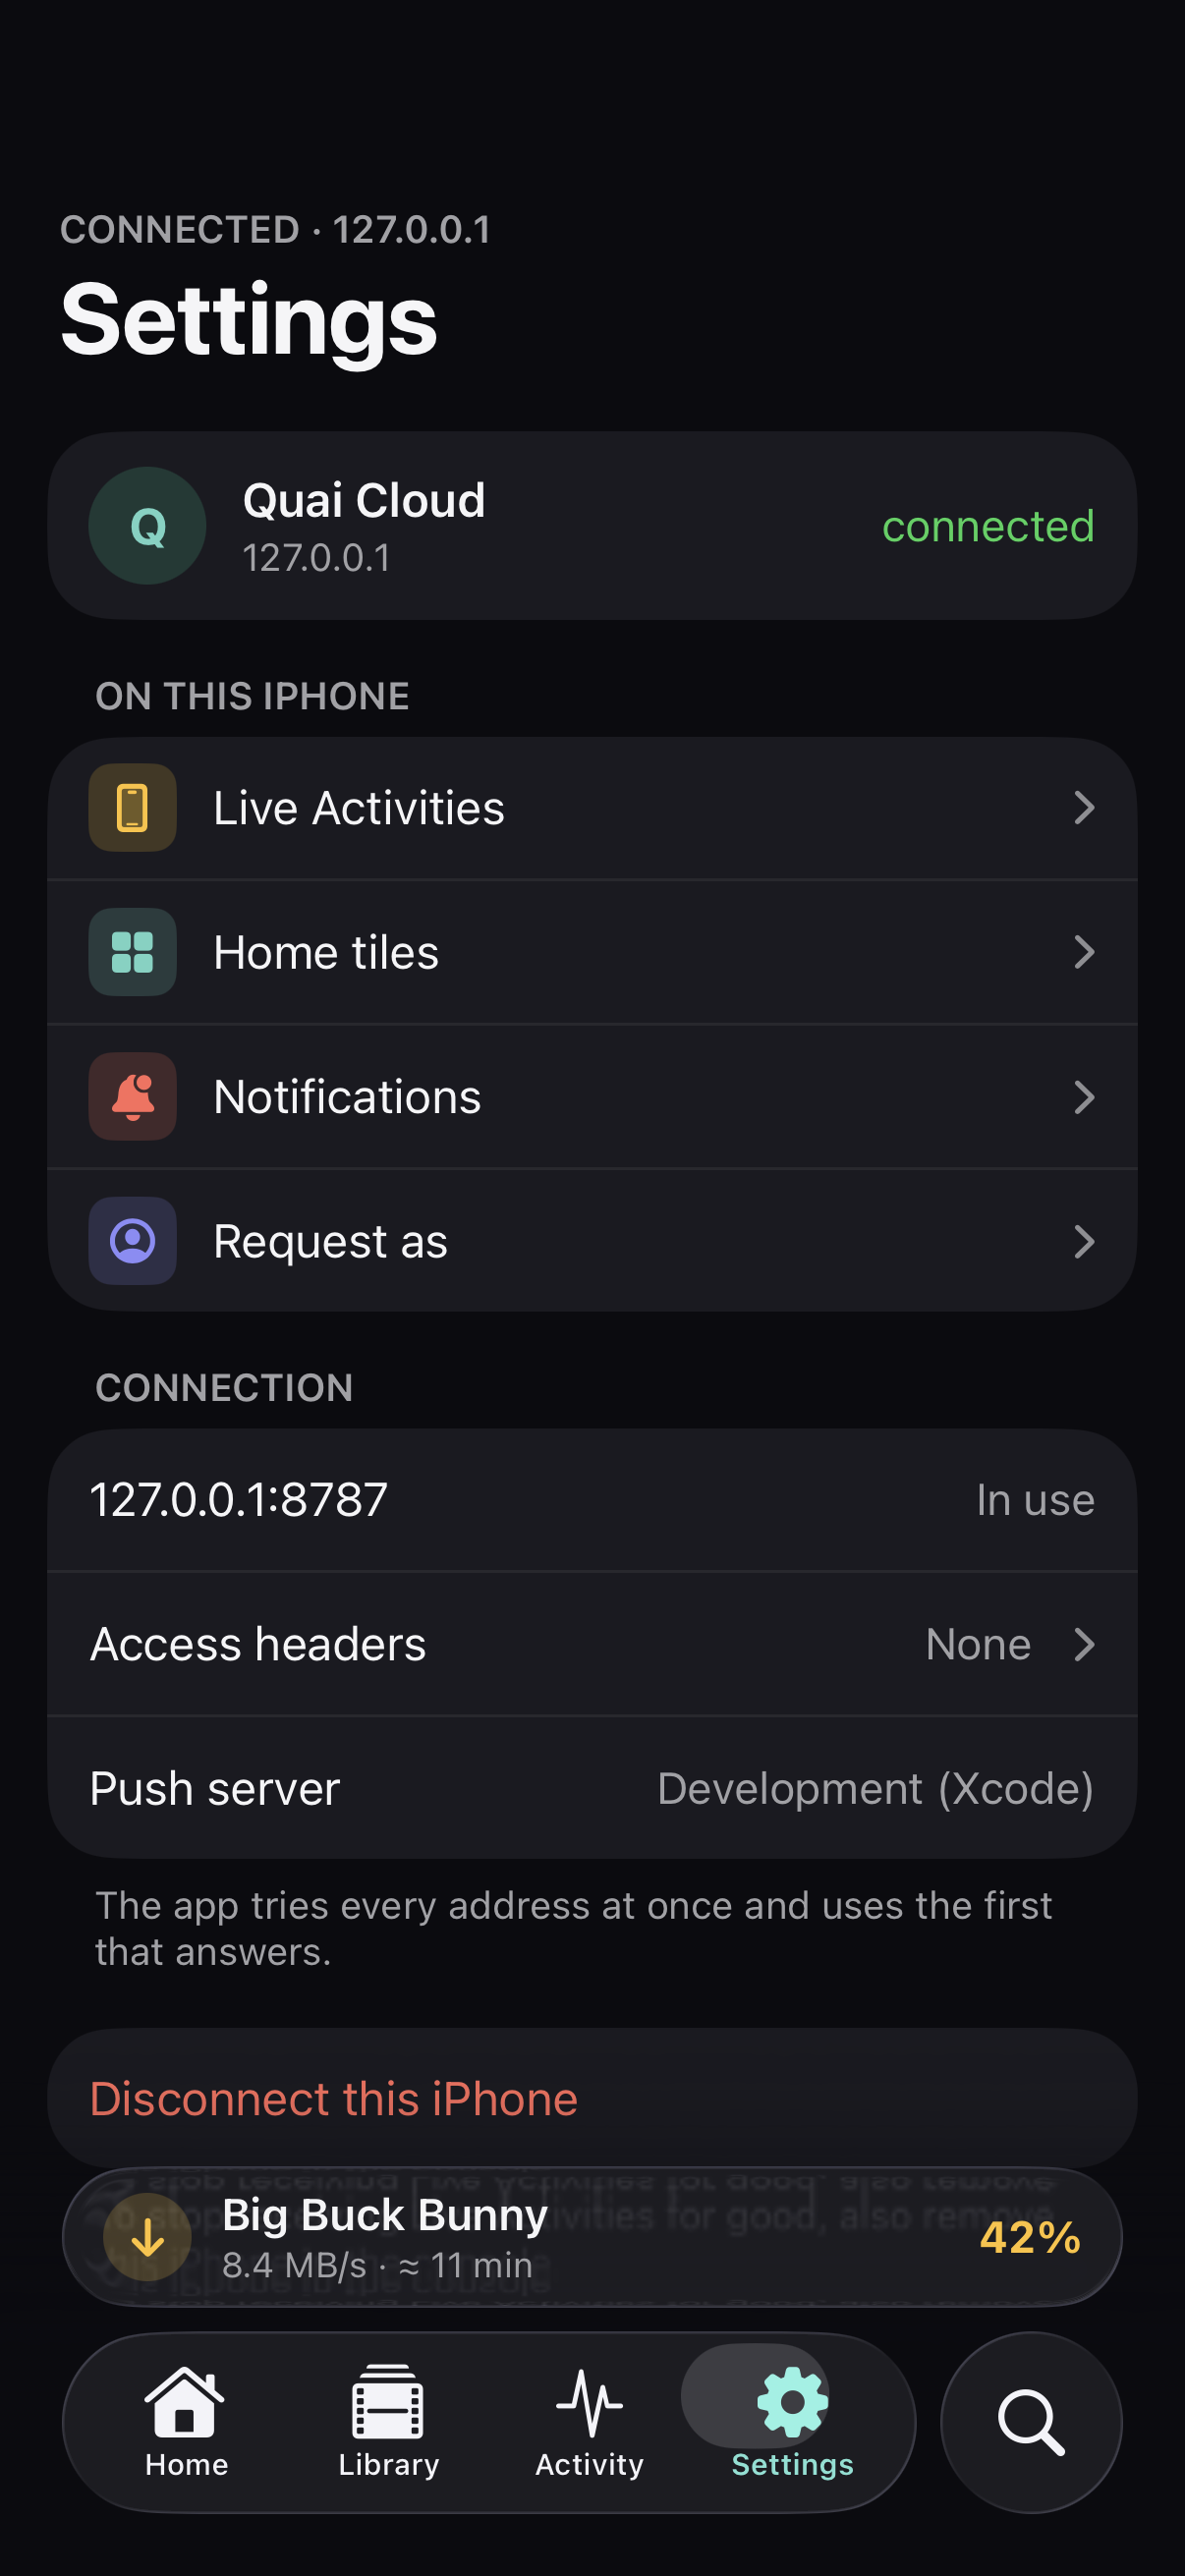 CONNECTED · 127.0.0.1
Settings
Q
Quai Cloud
127.0.0.1
connected
ON THIS IPHONE
Live Activities
Home tiles
Notifications
Request as
CONNECTION
127.0.0.1:8787
In use
Access headers
None
Push server
Development (Xcode)
The app tries every address at once and uses the first
that answers.
Disconnect this iPhone
Big Buck Bunny
8.4 MB/s · ≈ 11 min
42%
Home
Library
Activity
Settings